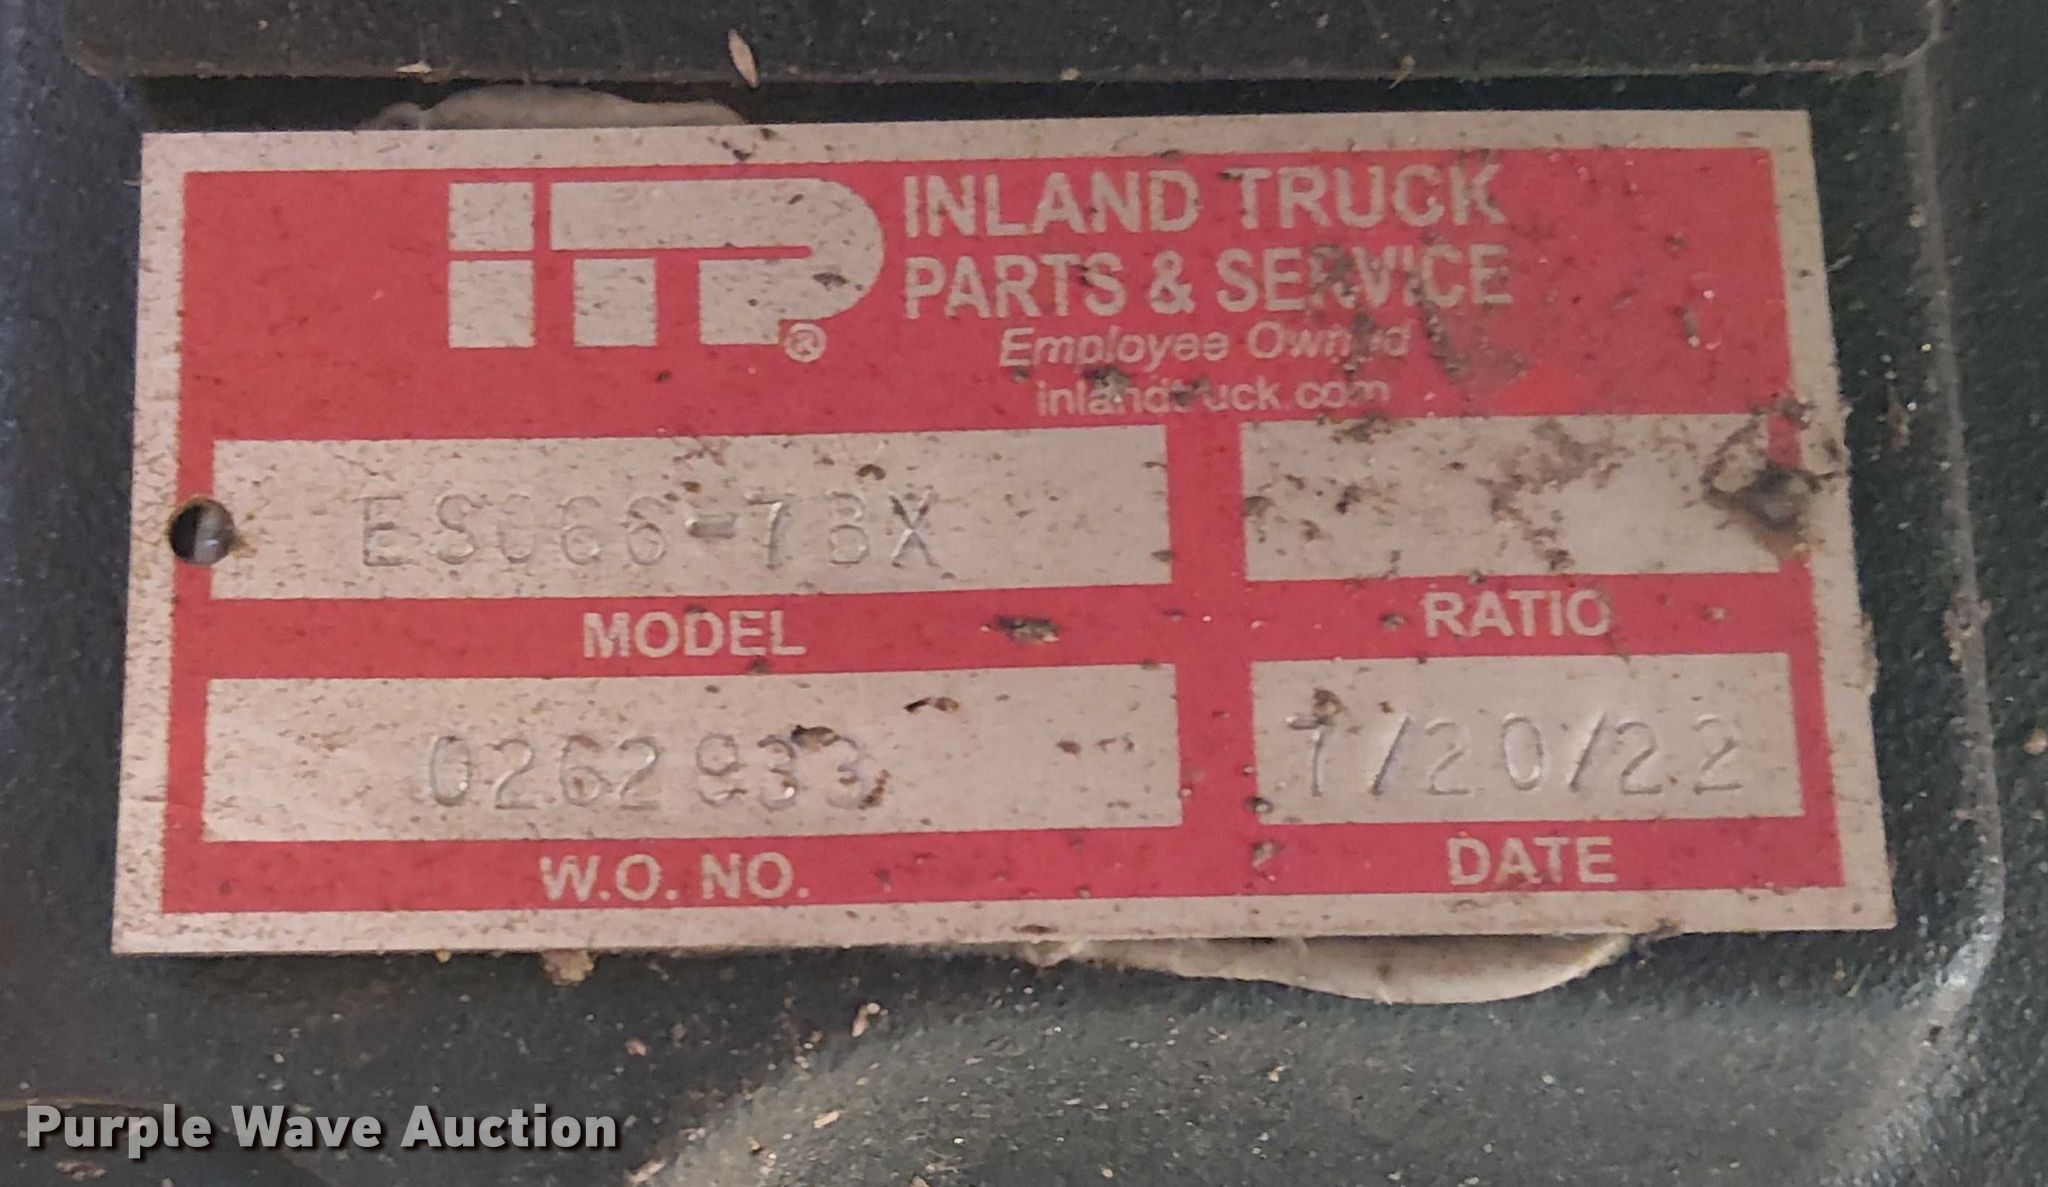 iTP®
INLAND TRUCK
PARTS & SERVICE
Employee Owned
inlandtruck.com
ES066-7BX
MODEL
RATIO
0262933
7/20/22
W.O. NO.
DATE
Purple Wave Auction